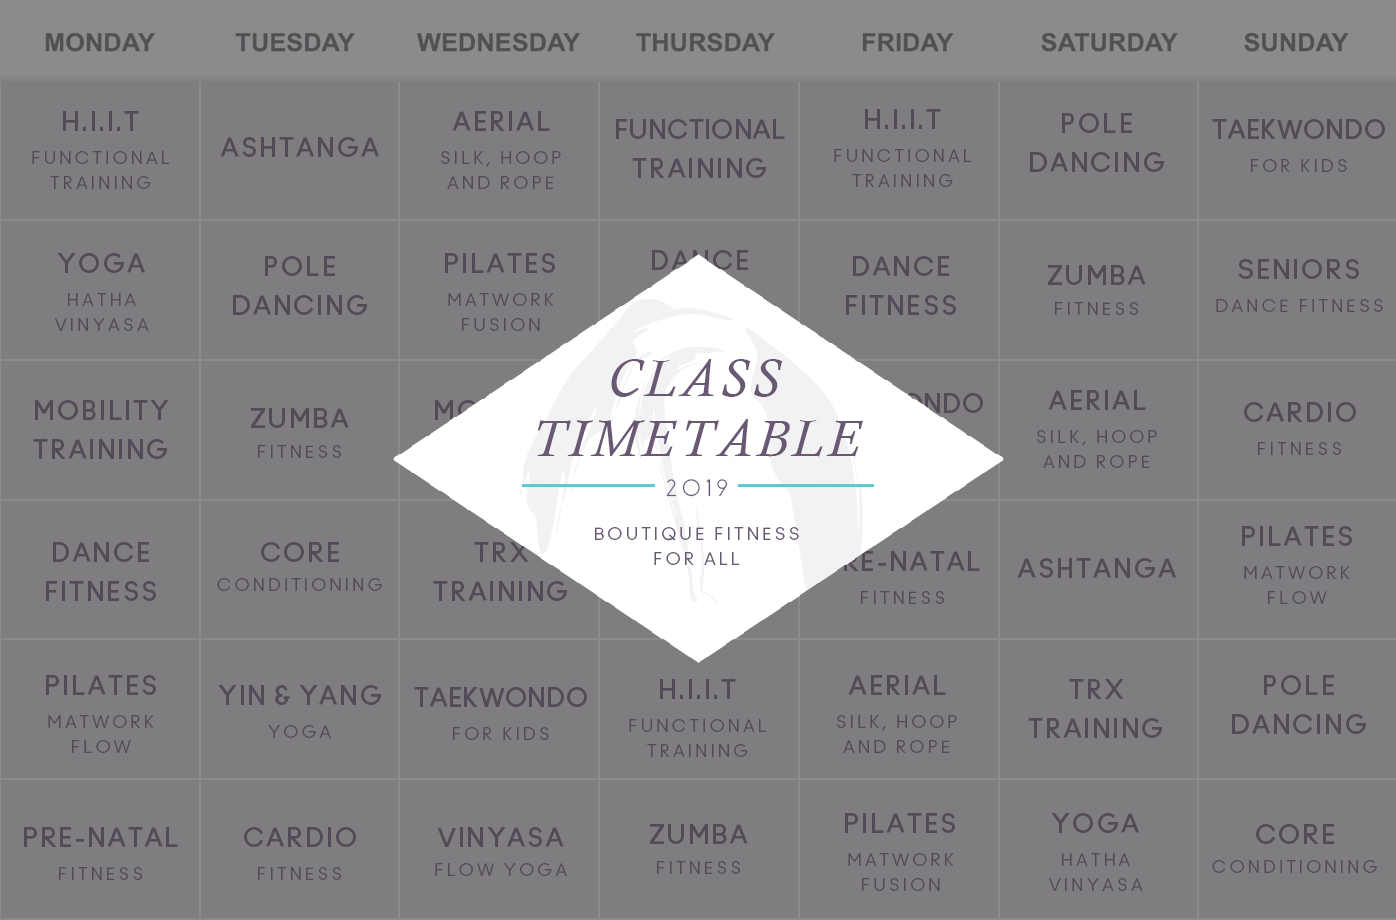 MONDAY TUESDAY WEDNESDAY THURSDAY FRIDAY SATURDAY SUNDAY
H.I.I.T
FUNCTIONAL
TRAINING
ASHTANGA
AERIAL
SILK, HOOP
AND ROPE
FUNCTIONAL
TRAINING
H.I.I.T
FUNCTIONAL
TRAINING
POLE
DANCING
TAEKWONDO
FOR KIDS
YOGA
HATHA
VINYASA
POLE
DANCING
PILATES
MATWORK
FUSION
DANCE
DANCE
FITNESS
ZUMBA
FITNESS
SENIORS
DANCE FITNESS
MOBILITY
TRAINING
ZUMBA
FITNESS
AERIAL
SILK, HOOP
AND ROPE
CARDIO
FITNESS
CLASS
TIMETABLE
2019
BOUTIQUE FITNESS
FOR ALL
DANCE
FITNESS
CORE
CONDITIONING
TRX
TRAINING
RE-NATAL
FITNESS
ASHTANGA
PILATES
MATWORK
FLOW
PILATES
MATWORK
FLOW
YIN & YANG
YOGA
TAEKWONDO
FOR KIDS
H.I.I.T
FUNCTIONAL
TRAINING
AERIAL
SILK, HOOP
AND ROPE
TRX
TRAINING
POLE
DANCING
PRE-NATAL
FITNESS
CARDIO
FITNESS
VINYASA
FLOW YOGA
ZUMBA
FITNESS
PILATES
MATWORK
FUSION
YOGA
HATHA
VINYASA
CORE
CONDITIONING